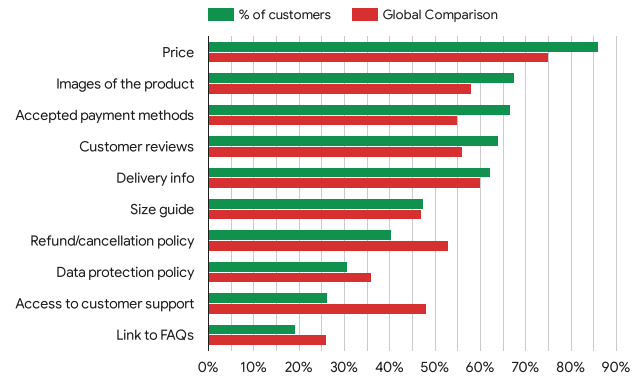 % of customers Global Comparison
Price
Images of the product
Accepted payment methods
Customer reviews
Delivery info
Size guide
Refund/cancellation policy
Data protection policy
Access to customer support
Link to FAQs
0% 10% 20% 30% 40% 50% 60% 70% 80% 90%